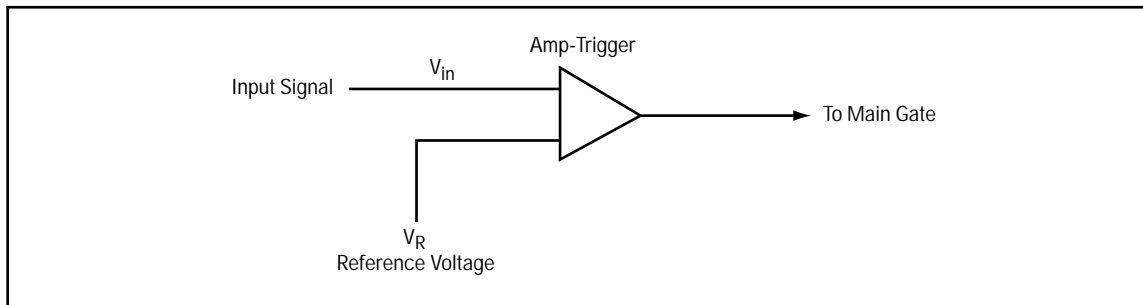 Amp-Trigger
V_in
Input Signal
To Main Gate
V_R
Reference Voltage